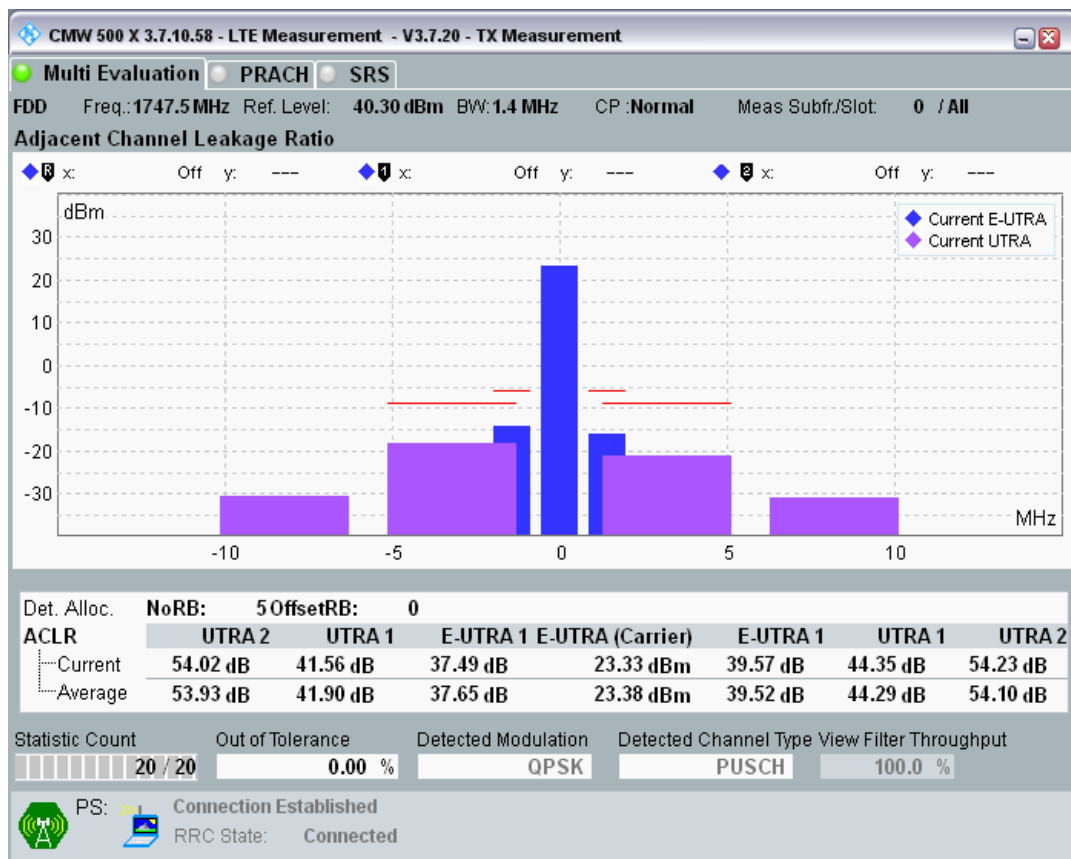 CMW 500 X 3.7.10.58 - LTE Measurement - V3.7.20 - TX Measurement
Multi Evaluation PRACH SRS
FDD Freq.: 1747.5 MHz Ref. Level: 40.30 dBm BW: 1.4 MHz CP :Normal Meas Subfr./Slot: 0 / All
Adjacent Channel Leakage Ratio
R x: Off y: --- 1 x: Off y: --- 2 x: Off y: ---
dBm
Current E-UTRA
Current UTRA
30
20
10
0
-10
-20
-30
MHz
-10 -5 0 5 10
Det. Alloc. NoRB: 5 OffsetRB: 0
ACLR UTRA 2 UTRA 1 E-UTRA 1 E-UTRA (Carrier) E-UTRA 1 UTRA 1 UTRA 2
Current 54.02 dB 41.56 dB 37.49 dB 23.33 dBm 39.57 dB 44.35 dB 54.23 dB
Average 53.93 dB 41.90 dB 37.65 dB 23.38 dBm 39.52 dB 44.29 dB 54.10 dB
Statistic Count Out of Tolerance Detected Modulation Detected Channel Type View Filter Throughput
20 / 20 0.00 % QPSK PUSCH 100.0 %
PS: Connection Established
RRC State: Connected